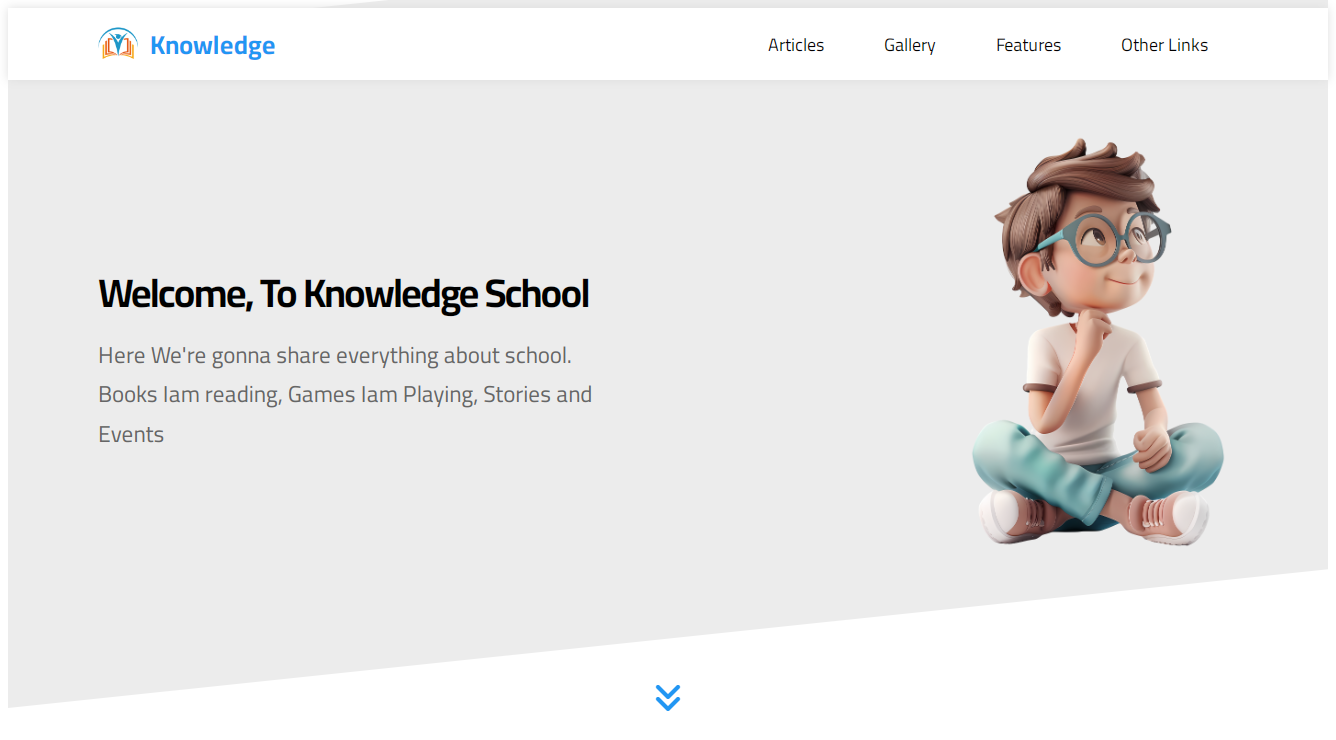 Knowledge
Articles
Gallery
Features
Other Links
Welcome, To Knowledge School
Here We're gonna share everything about school.
Books Iam reading, Games Iam Playing, Stories and
Events